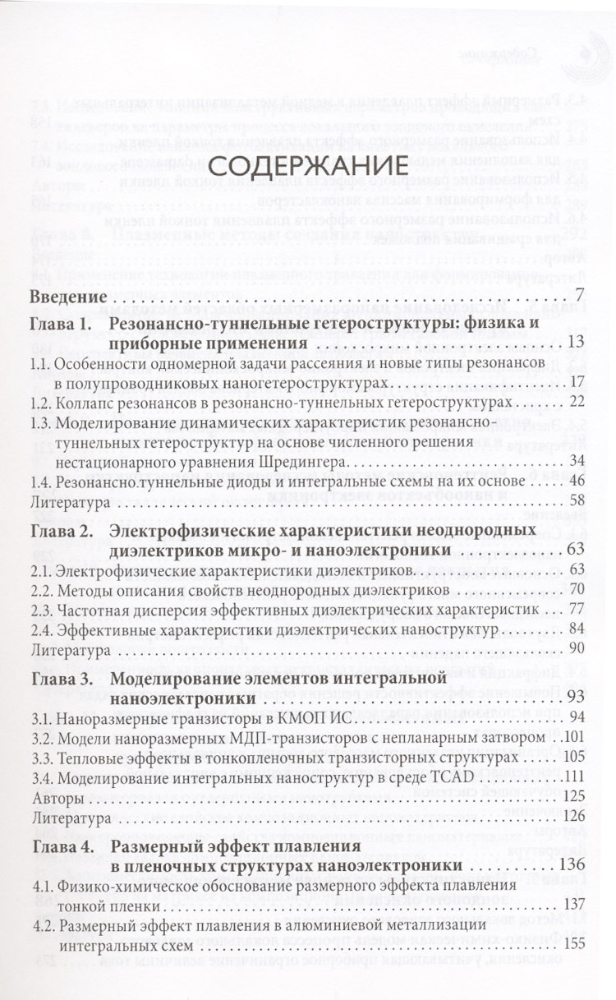 СОДЕРЖАНИЕ
Введение ..... 7
Глава 1. Резонансно-туннельные гетероструктуры: физика и
приборные применения ..... 13
1.1. Особенности одномерной задачи рассеяния и новые типы резонансов
в полупроводниковых наногетероструктурах ..... 17
1.2. Коллапс резонансов в резонансно-туннельных гетероструктурах ..... 22
1.3. Моделирование динамических характеристик резонансно-
туннельных гетероструктур на основе численного решения
нестационарного уравнения Шредингера ..... 34
1.4. Резонансно.туннельные диоды и интегральные схемы на их основе ..... 46
Литература ..... 58
Глава 2. Электрофизические характеристики неоднородных
диэлектриков микро- и наноэлектроники ..... 63
2.1. Электрофизические характеристики диэлектриков ..... 63
2.2. Методы описания свойств неоднородных диэлектриков ..... 70
2.3. Частотная дисперсия эффективных диэлектрических характеристик ..... 77
2.4. Эффективные характеристики диэлектрических наноструктур ..... 84
Литература ..... 90
Глава 3. Моделирование элементов интегральной
наноэлектроники ..... 93
3.1. Наноразмерные транзисторы в КМОП ИС ..... 94
3.2. Модели наноразмерных МДП-транзисторов с непланарным затвором ..... 101
3.3. Тепловые эффекты в тонкопленочных транзисторных структурах ..... 105
3.4. Моделирование интегральных наноструктур в среде TCAD ..... 111
Авторы ..... 125
Литература ..... 126
Глава 4. Размерный эффект плавления
в пленочных структурах наноэлектроники ..... 136
4.1. Физико-химическое обоснование размерного эффекта плавления
тонкой пленки ..... 137
4.2. Размерный эффект плавления в алюминиевой металлизации
интегральных схем ..... 155